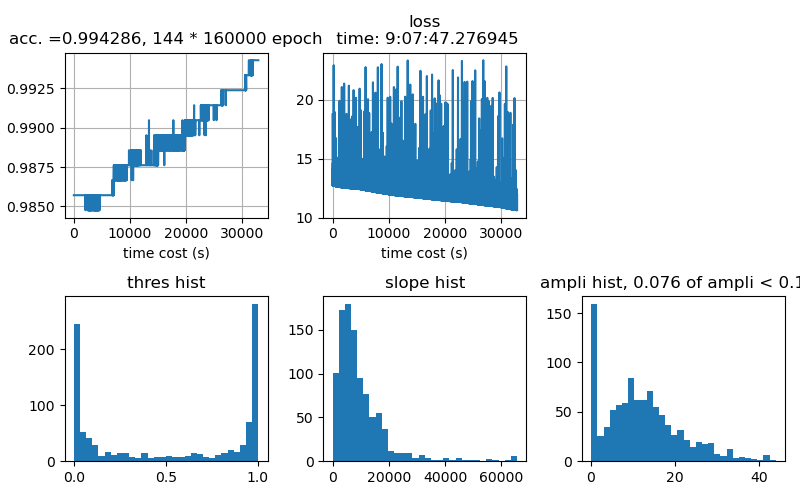 loss
acc. =0.994286, 144 * 160000 epoch
time: 9:07:47.276945
0.9925
0.9900
0.9875
0.9850
0 10000 20000 30000
time cost (s)
20
15
10
0 10000 20000 30000
time cost (s)
thres hist
200
100
0
0.0 0.5 1.0
slope hist
150
100
50
0
0 20000 40000 60000
ampli hist, 0.076 of ampli < 0.1
150
100
50
0
0 20 40